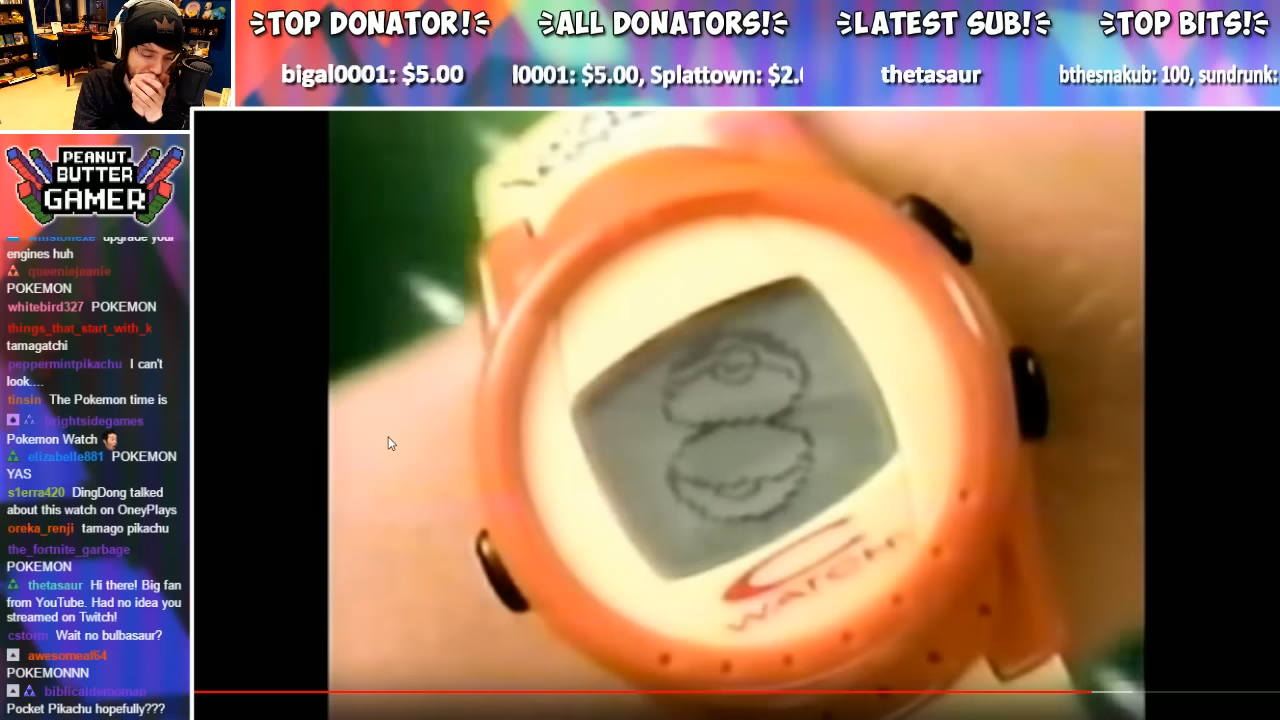 TOP DONATOR!
ALL DONATORS!
LATEST SUB!
TOP BITS!
bigal0001: $5.00
l0001: $5.00, Splattown: $2.
thetasaur
bthesnakub: 100, sundrunk:
PEANUT
BUTTER
GAMER
upgrade your
engines huh
queeniejeanie
POKEMON
whitebird327 POKEMON
things_that_start_with_k
tamagatchi
peppermintpikachu I can't
look....
tinsin The Pokemon time is
brightsidegames
Pokemon Watch
elizabelle881 POKEMON
YAS
s1erra420 DingDong talked
about this watch on OneyPlays
oreka_renji tamago pikachu
the_fortnite_garbage
POKEMON
thetasaur Hi there! Big fan
from YouTube. Had no idea you
streamed on Twitch!
cstorm Wait no bulbasaur?
awesomeaf64
POKEMONNN
biblicaldemoman
Pocket Pikachu hopefully???
C
WATCH